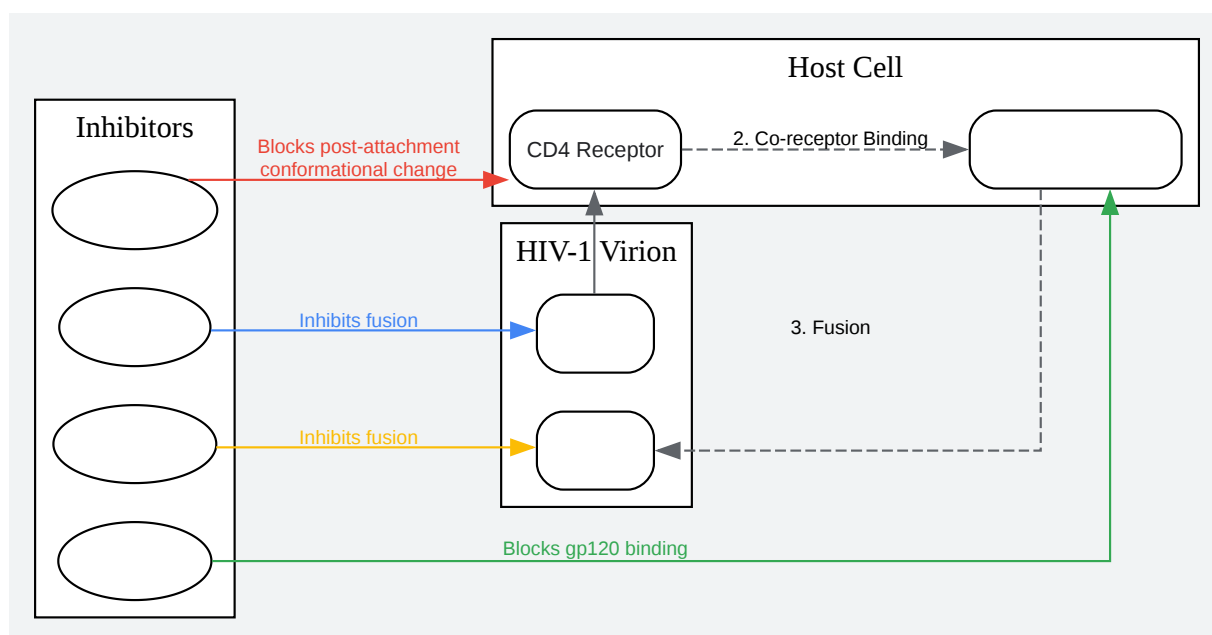 Host Cell
Inhibitors
CD4 Receptor
2. Co-receptor Binding
Blocks post-attachment
conformational change
HIV-1 Virion
Inhibits fusion
3. Fusion
Inhibits fusion
Blocks gp120 binding